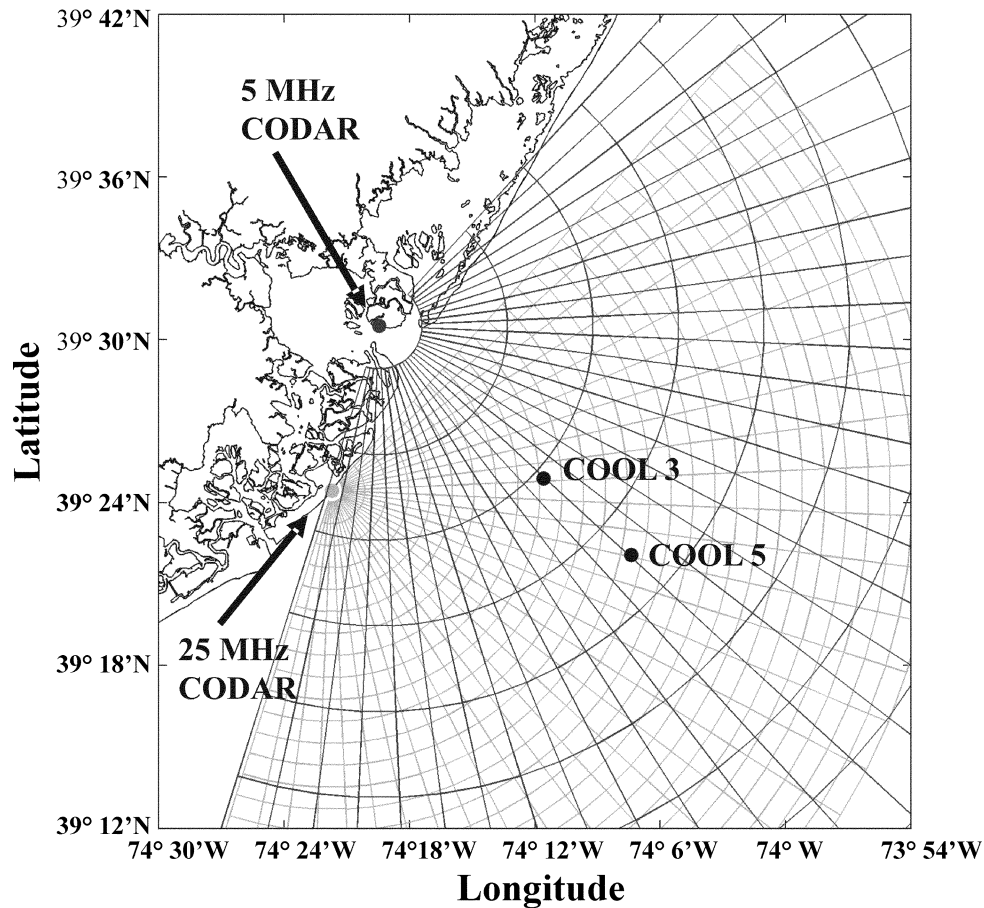 39° 42’N
5 MHz
CODAR
39° 36’N
39° 30’N
Latitude
COOL 3
39° 24’N
COOL 5
25 MHz
CODAR
39° 18’N
39° 12’N
74° 30’W 74° 24’W 74° 18’W 74° 12’W 74° 6’W 74° W 73° 54’W
Longitude